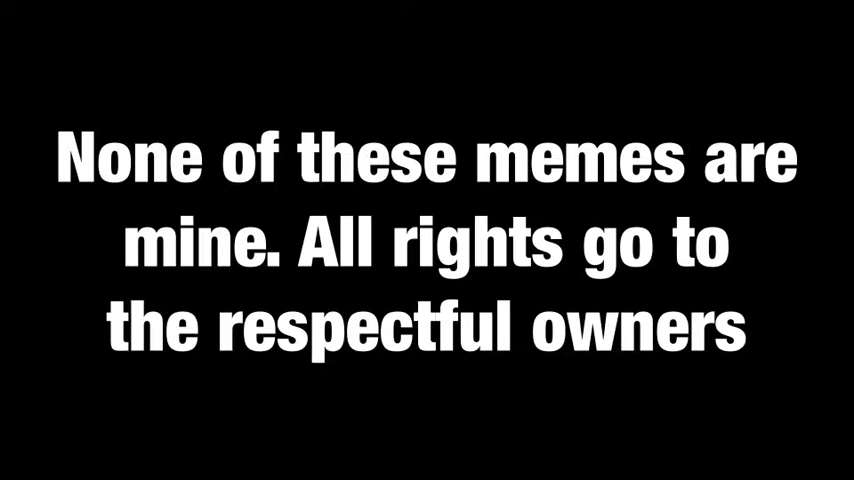 None of these memes are
mine. All rights go to
the respectful owners